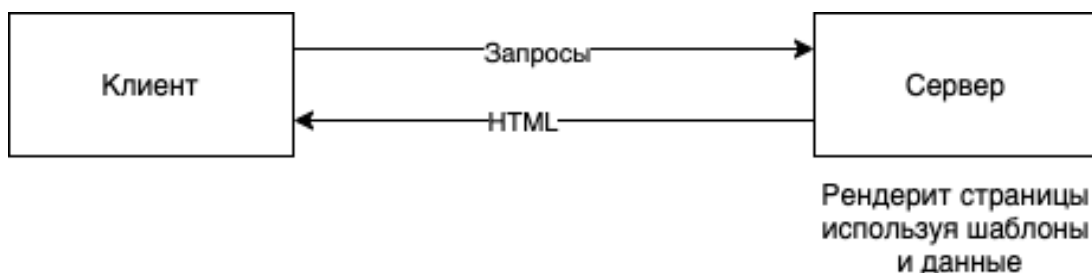 Клиент
Запросы
HTML
Сервер
Рендерит страницы
используя шаблоны
и данные